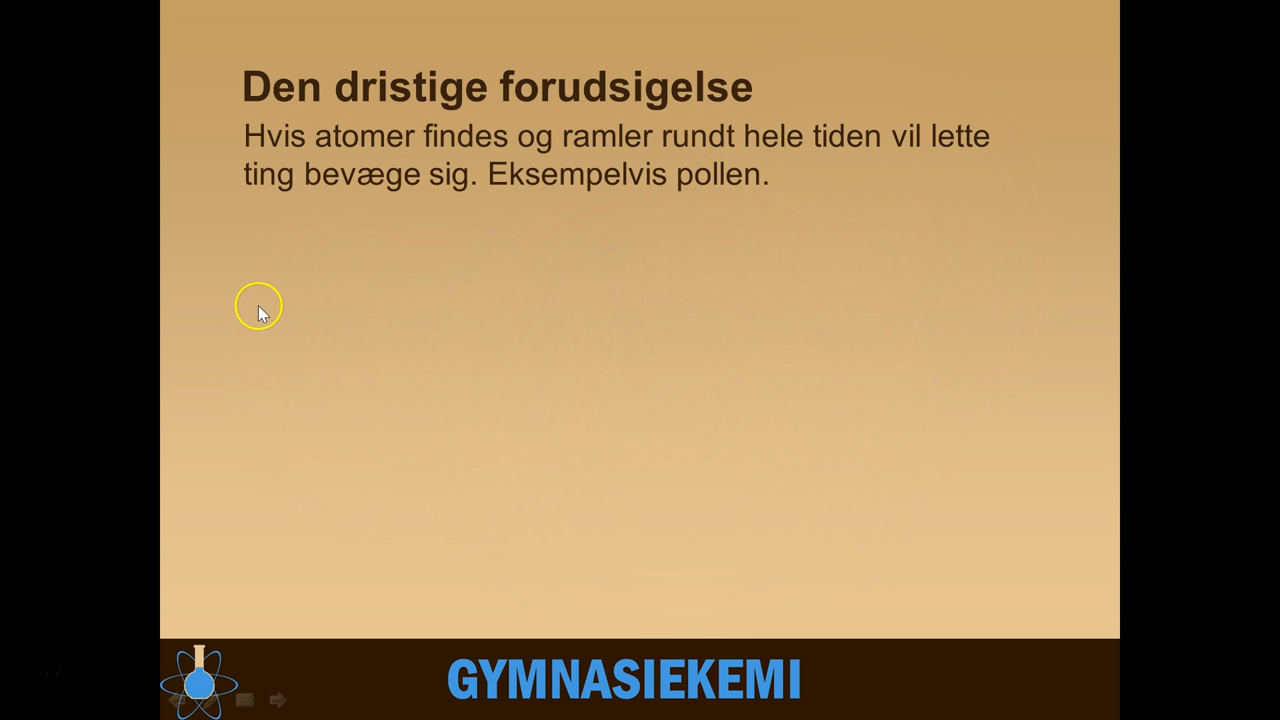 Den dristige forudsigelse
Hvis atomer findes og ramler rundt hele tiden vil lette
ting bevæge sig. Eksempelvis pollen.
GYMNASIEKEMI